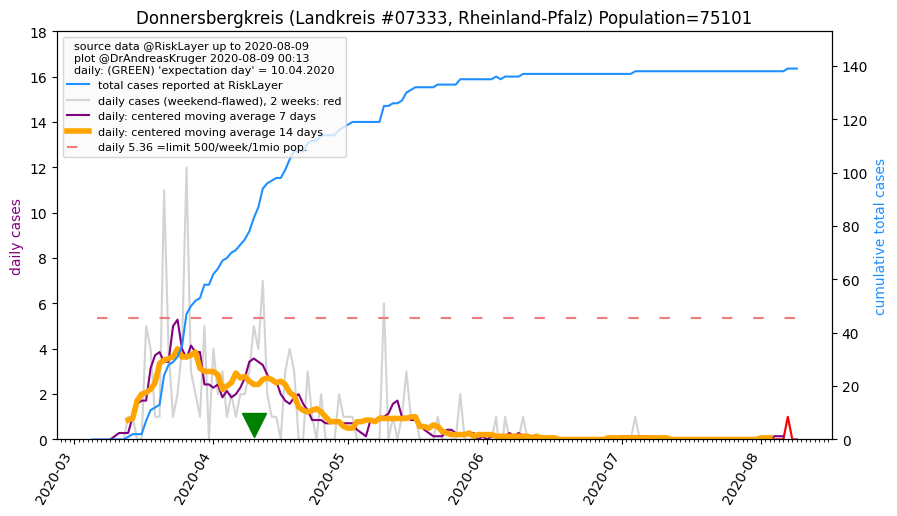 Donnersbergkreis (Landkreis #07333, Rheinland-Pfalz) Population=75101
source data @RiskLayer up to 2020-08-09
plot @DrAndreasKruger 2020-08-09 00:13
daily: (GREEN) 'expectation day' = 10.04.2020
total cases reported at RiskLayer
daily cases (weekend-flawed), 2 weeks: red
daily: centered moving average 7 days
daily: centered moving average 14 days
daily 5.36 =limit 500/week/1mio pop.
daily cases
18
16
14
12
10
8
6
4
2
0
140
120
100
80
60
40
20
0
cumulative total cases
2020-03
2020-04
2020-05
2020-06
2020-07
2020-08